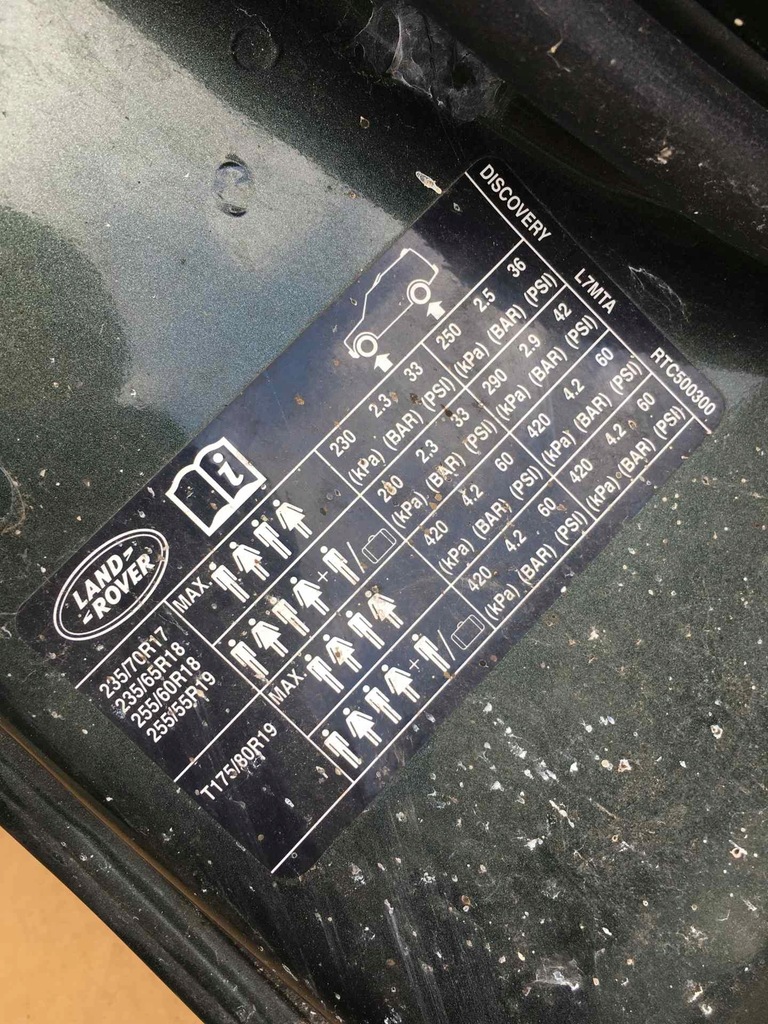 LAND-
-ROVER
235/70R17
235/65R18
255/60R18
255/55R19
MAX.
230 2.3 33 250 2.5 36
(kPa) (BAR) (PSI) (kPa) (BAR) (PSI)
+ /
2.3 33 290 2.9 42
(kPa) (BAR) (PSI) (kPa) (BAR) (PSI)
T175/80R19
MAX.
420 4.2 60 420 4.2 60
(kPa) (BAR) (PSI) (kPa) (BAR) (PSI)
+ /
420 4.2 60 420 4.2 60
(kPa) (BAR) (PSI) (kPa) (BAR) (PSI)
DISCOVERY L7MTA RTC500300